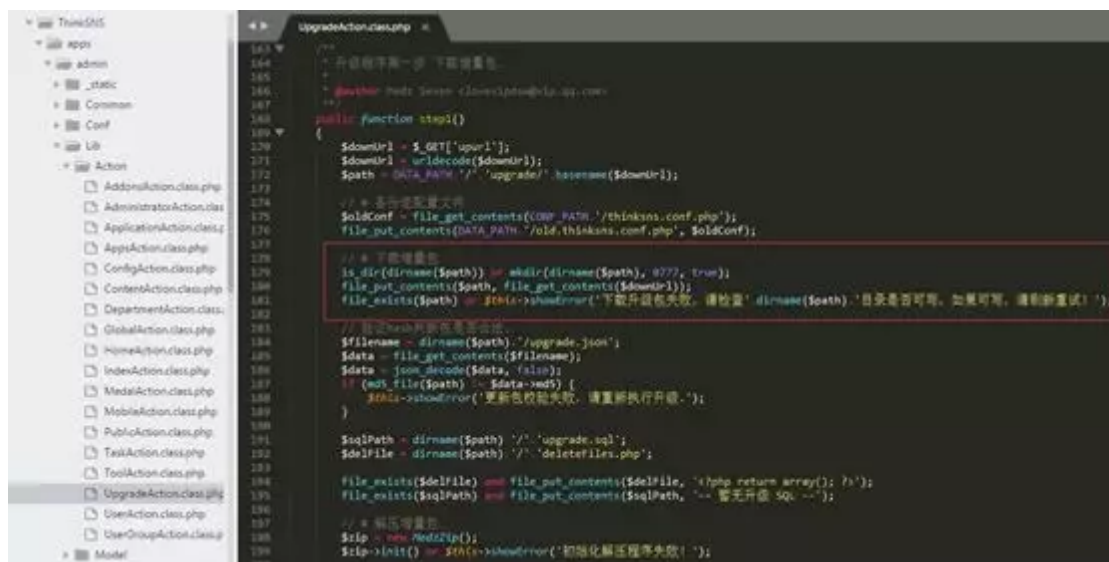 ThinkSNS
apps
admin
_static
Common
Conf
Lib
Action
AddonsAction.class.php
AdministratorAction.clas
ApplicationAction.class.p
AppsAction.class.php
ConfigAction.class.php
ContentAction.class.php
DepartmentAction.class.
GlobalAction.class.php
HomeAction.class.php
IndexAction.class.php
MedalAction.class.php
MobileAction.class.php
PublicAction.class.php
TaskAction.class.php
ToolAction.class.php
UpgradeAction.class.php
UserAction.class.php
UserGroupAction.class.p
Model
UpgradeAction.class.php ×
163 /**
164 * 升级程序第一步 下载增量包.
165 *
166 * @author Medz Seven
167 **/
168 public function step1()
169 {
170 $downUrl = $_GET['upurl'];
171 $downUrl = urldecode($downUrl);
172 $path = DATA_PATH.'/'.'upgrade/'.basename($downUrl);
173
174 // * 备份老配置文件
175 $oldConf = file_get_contents(CONF_PATH.'/thinksns.conf.php');
176 file_put_contents(DATA_PATH.'/old.thinksns.conf.php', $oldConf);
177
178 // * 下载增量包
179 is_dir(dirname($path)) or mkdir(dirname($path), 0777, true);
180 file_put_contents($path, file_get_contents($downUrl));
181 file_exists($path) or $this->showError('下载升级包失败，请检查'.dirname($path).'目录是否可写，如果可写，请刷新重试！')
182
183 // 验证hash判断包是否合法.
184 $filename = dirname($path).'/upgrade.json';
185 $data = file_get_contents($filename);
186 $data = json_decode($data, false);
187 if (md5_file($path) != $data->md5) {
188 $this->showError('更新包校验失败，请重新执行升级.');
189 }
190
191 $sqlPath = dirname($path).'/'.'upgrade.sql';
192 $delFile = dirname($path).'/'.'deleteFiles.php';
193
194 file_exists($delFile) and file_put_contents($delFile, '<?php return array(); ?>');
195 file_exists($sqlPath) and file_put_contents($sqlPath, '-- 暂无升级 SQL --');
196
197 // * 解压增量包
198 $zip = new MedzZip();
199 $zip->init() or $this->showError('初始化解压程序失败！');